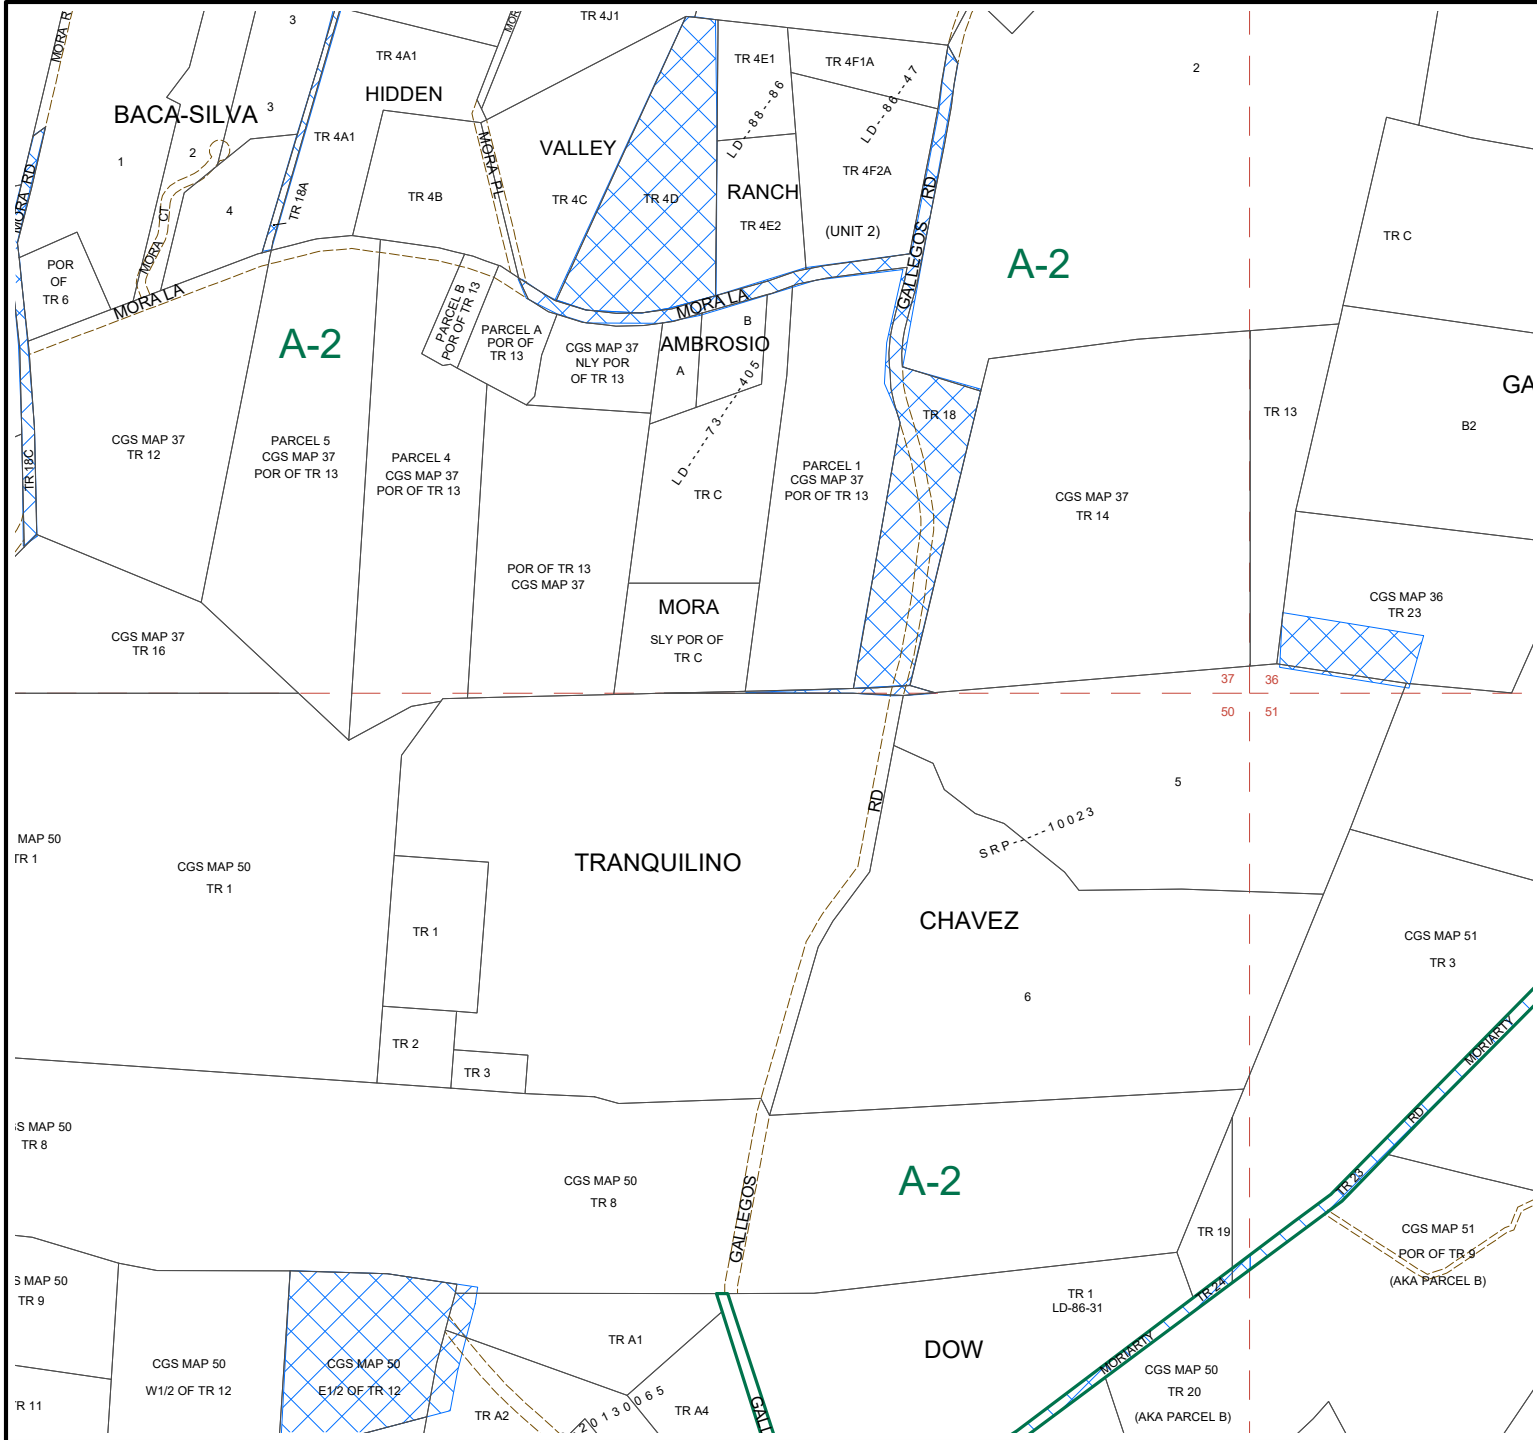 MORA R
3
TR 4A1
HIDDEN
MOR
TR 4J1
TR 4E1
TR 4F1A
LD--88--86
LD--86--47
2
BACA-SILVA
3
1
2
4
TR 4A1
TR 18A
TR 4B
MORA PL
VALLEY
TR 4C
TR 4D
RANCH
TR 4E2
TR 4F2A
(UNIT 2)
GALLEGOS RD
A-2
TR C
MORA RD
POR
OF
TR 6
MORA CT
MORA LA
A-2
PARCEL B
POR OF TR 13
PARCEL A
POR OF
TR 13
CGS MAP 37
NLY POR
OF TR 13
MORA LA
B
AMBROSIO
A
LD----73----405
GA
TR 18
TR 13
B2
CGS MAP 37
TR 12
TR 18C
PARCEL 5
CGS MAP 37
POR OF TR 13
PARCEL 4
CGS MAP 37
POR OF TR 13
TR C
PARCEL 1
CGS MAP 37
POR OF TR 13
CGS MAP 37
TR 14
POR OF TR 13
CGS MAP 37
MORA
SLY POR OF
TR C
CGS MAP 36
TR 23
CGS MAP 37
TR 16
37
36
50
51
5
SRP-----10023
RD
MAP 50
TR 1
CGS MAP 50
TR 1
TRANQUILINO
TR 1
CHAVEZ
CGS MAP 51
TR 3
6
TR 2
TR 3
MORIARTY
RD
TR 23
S MAP 50
TR 8
CGS MAP 50
TR 8
GALLEGOS
A-2
TR 19
CGS MAP 51
POR OF TR 9
(AKA PARCEL B)
S MAP 50
TR 9
TR 24
TR 1
LD-86-31
TR A1
DOW
MORIARTY
CGS MAP 50
W1/2 OF TR 12
CGS MAP 50
E1/2 OF TR 12
CGS MAP 50
TR 20
(AKA PARCEL B)
R 11
TR A2
20130065
TR A4
GALL